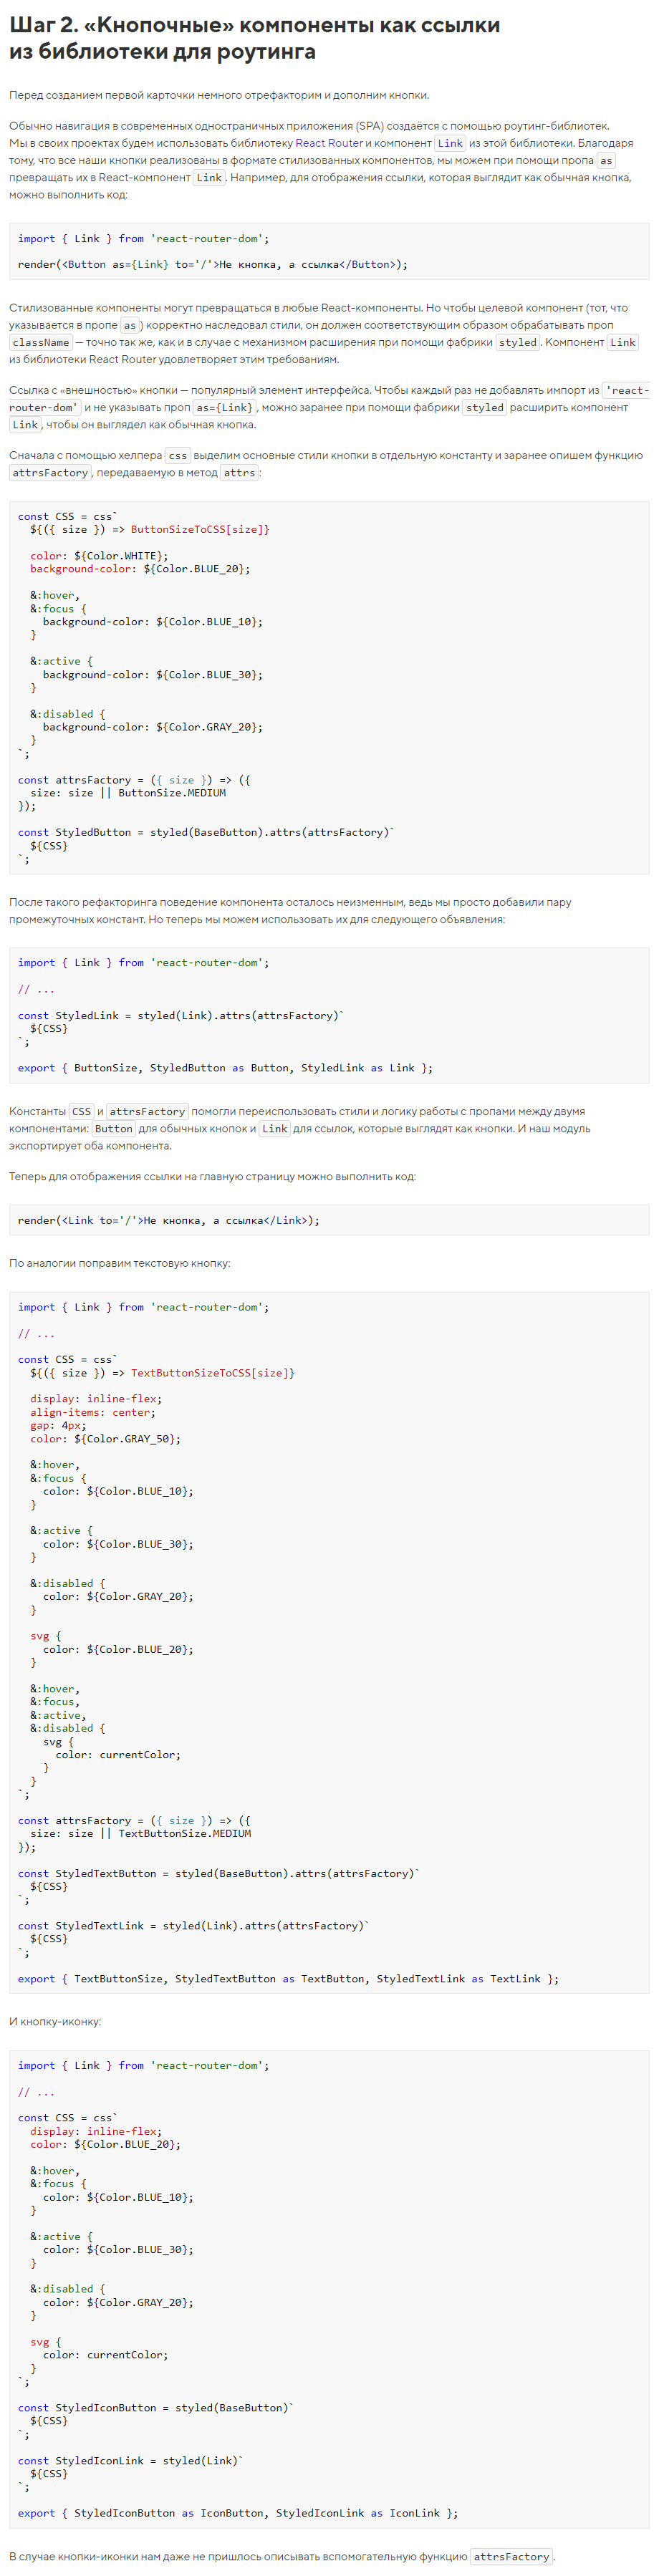 Шаг 2. «Кнопочные» компоненты как ссылки
из библиотеки для роутинга
Перед созданием первой карточки немного отрефакторим и дополним кнопки.
Обычно навигация в современных одностраничных приложения (SPA) создаётся с помощью роутинг-библиотек.
Мы в своих проектах будем использовать библиотеку React Router и компонент Link из этой библиотеки. Благодаря
тому, что все наши кнопки реализованы в формате стилизованных компонентов, мы можем при помощи пропа as
превращать их в React-компонент Link. Например, для отображения ссылки, которая выглядит как обычная кнопка,
можно выполнить код:
import { Link } from 'react-router-dom';
render(<Button as={Link} to='/'>Не кнопка, а ссылка</Button>);
Стилизованные компоненты могут превращаться в любые React-компоненты. Но чтобы целевой компонент (тот, что
указывается в пропе as) корректно наследовал стили, он должен соответствующим образом обрабатывать проп
className — точно так же, как и в случае с механизмом расширения при помощи фабрики styled. Компонент Link
из библиотеки React Router удовлетворяет этим требованиям.
Ссылка с «внешностью» кнопки — популярный элемент интерфейса. Чтобы каждый раз не добавлять импорт из 'react-
router-dom' и не указывать проп as={Link}, можно заранее при помощи фабрики styled расширить компонент
Link, чтобы он выглядел как обычная кнопка.
Сначала с помощью хелпера css выделим основные стили кнопки в отдельную константу и заранее опишем функцию
attrsFactory, передаваемую в метод attrs:
const CSS = css`
  ${({ size }) => ButtonSizeToCSS[size]}
  color: ${Color.WHITE};
  background-color: ${Color.BLUE_20};
  &:hover,
  &:focus {
    background-color: ${Color.BLUE_10};
  }
  &:active {
    background-color: ${Color.BLUE_30};
  }
  &:disabled {
    background-color: ${Color.GRAY_20};
  }
`;
const attrsFactory = ({ size }) => ({
  size: size || ButtonSize.MEDIUM
});
const StyledButton = styled(BaseButton).attrs(attrsFactory)`
  ${CSS}
`;
После такого рефакторинга поведение компонента осталось неизменным, ведь мы просто добавили пару
промежуточных констант. Но теперь мы можем использовать их для следующего объявления:
import { Link } from 'react-router-dom';
// ...
const StyledLink = styled(Link).attrs(attrsFactory)`
  ${CSS}
`;
export { ButtonSize, StyledButton as Button, StyledLink as Link };
Константы CSS и attrsFactory помогли переиспользовать стили и логику работы с пропами между двумя
компонентами: Button для обычных кнопок и Link для ссылок, которые выглядят как кнопки. И наш модуль
экспортирует оба компонента.
Теперь для отображения ссылки на главную страницу можно выполнить код:
render(<Link to='/'>Не кнопка, а ссылка</Link>);
По аналогии поправим текстовую кнопку:
import { Link } from 'react-router-dom';
// ...
const CSS = css`
  ${({ size }) => TextButtonSizeToCSS[size]}
  display: inline-flex;
  align-items: center;
  gap: 4px;
  color: ${Color.GRAY_50};
  &:hover,
  &:focus {
    color: ${Color.BLUE_10};
  }
  &:active {
    color: ${Color.BLUE_30};
  }
  &:disabled {
    color: ${Color.GRAY_20};
  }
  svg {
    color: ${Color.BLUE_20};
  }
  &:hover,
  &:focus,
  &:active,
  &:disabled {
    svg {
      color: currentColor;
    }
  }
`;
const attrsFactory = ({ size }) => ({
  size: size || TextButtonSize.MEDIUM
});
const StyledTextButton = styled(BaseButton).attrs(attrsFactory)`
  ${CSS}
`;
const StyledTextLink = styled(Link).attrs(attrsFactory)`
  ${CSS}
`;
export { TextButtonSize, StyledTextButton as TextButton, StyledTextLink as TextLink };
И кнопку-иконку:
import { Link } from 'react-router-dom';
// ...
const CSS = css`
  display: inline-flex;
  color: ${Color.BLUE_20};
  &:hover,
  &:focus {
    color: ${Color.BLUE_10};
  }
  &:active {
    color: ${Color.BLUE_30};
  }
  &:disabled {
    color: ${Color.GRAY_20};
  }
  svg {
    color: currentColor;
  }
`;
const StyledIconButton = styled(BaseButton)`
  ${CSS}
`;
const StyledIconLink = styled(Link)`
  ${CSS}
`;
export { StyledIconButton as IconButton, StyledIconLink as IconLink };
В случае кнопки-иконки нам даже не пришлось описывать вспомогательную функцию attrsFactory.